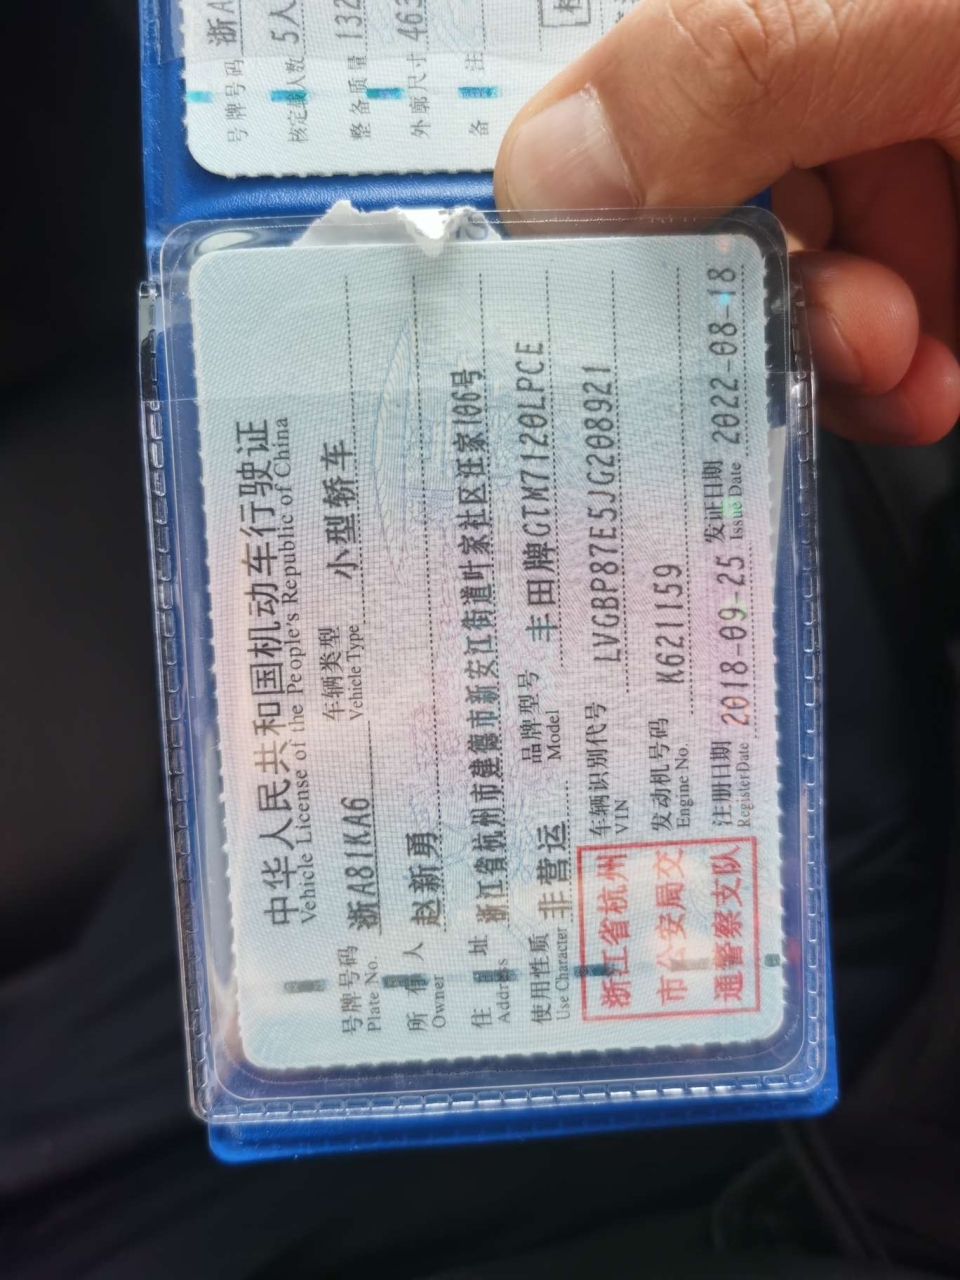 中华人民共和国机动车行驶证
Vehicle License of the People's Republic of China
号牌号码 浙A81KA6 车辆类型 小型轿车
Plate No. Vehicle Type
所有人 赵新勇
Owner
住址 浙江省杭州市建德市新安江街道叶家社区汪家106号
Address
使用性质 非营运 品牌型号 丰田牌GTM7120LPCE
Use Character Model
浙江省杭州
市公安局交
通警察支队
车辆识别代号 LVGBP87E5JG208921
VIN
发动机号码 K621159
Engine No.
注册日期 2018-09-25 发证日期 2022-08-18
Register Date Issue Date
号牌号码 浙A
核定载人数 5人
整备质量 132
外廓尺寸 463
备注